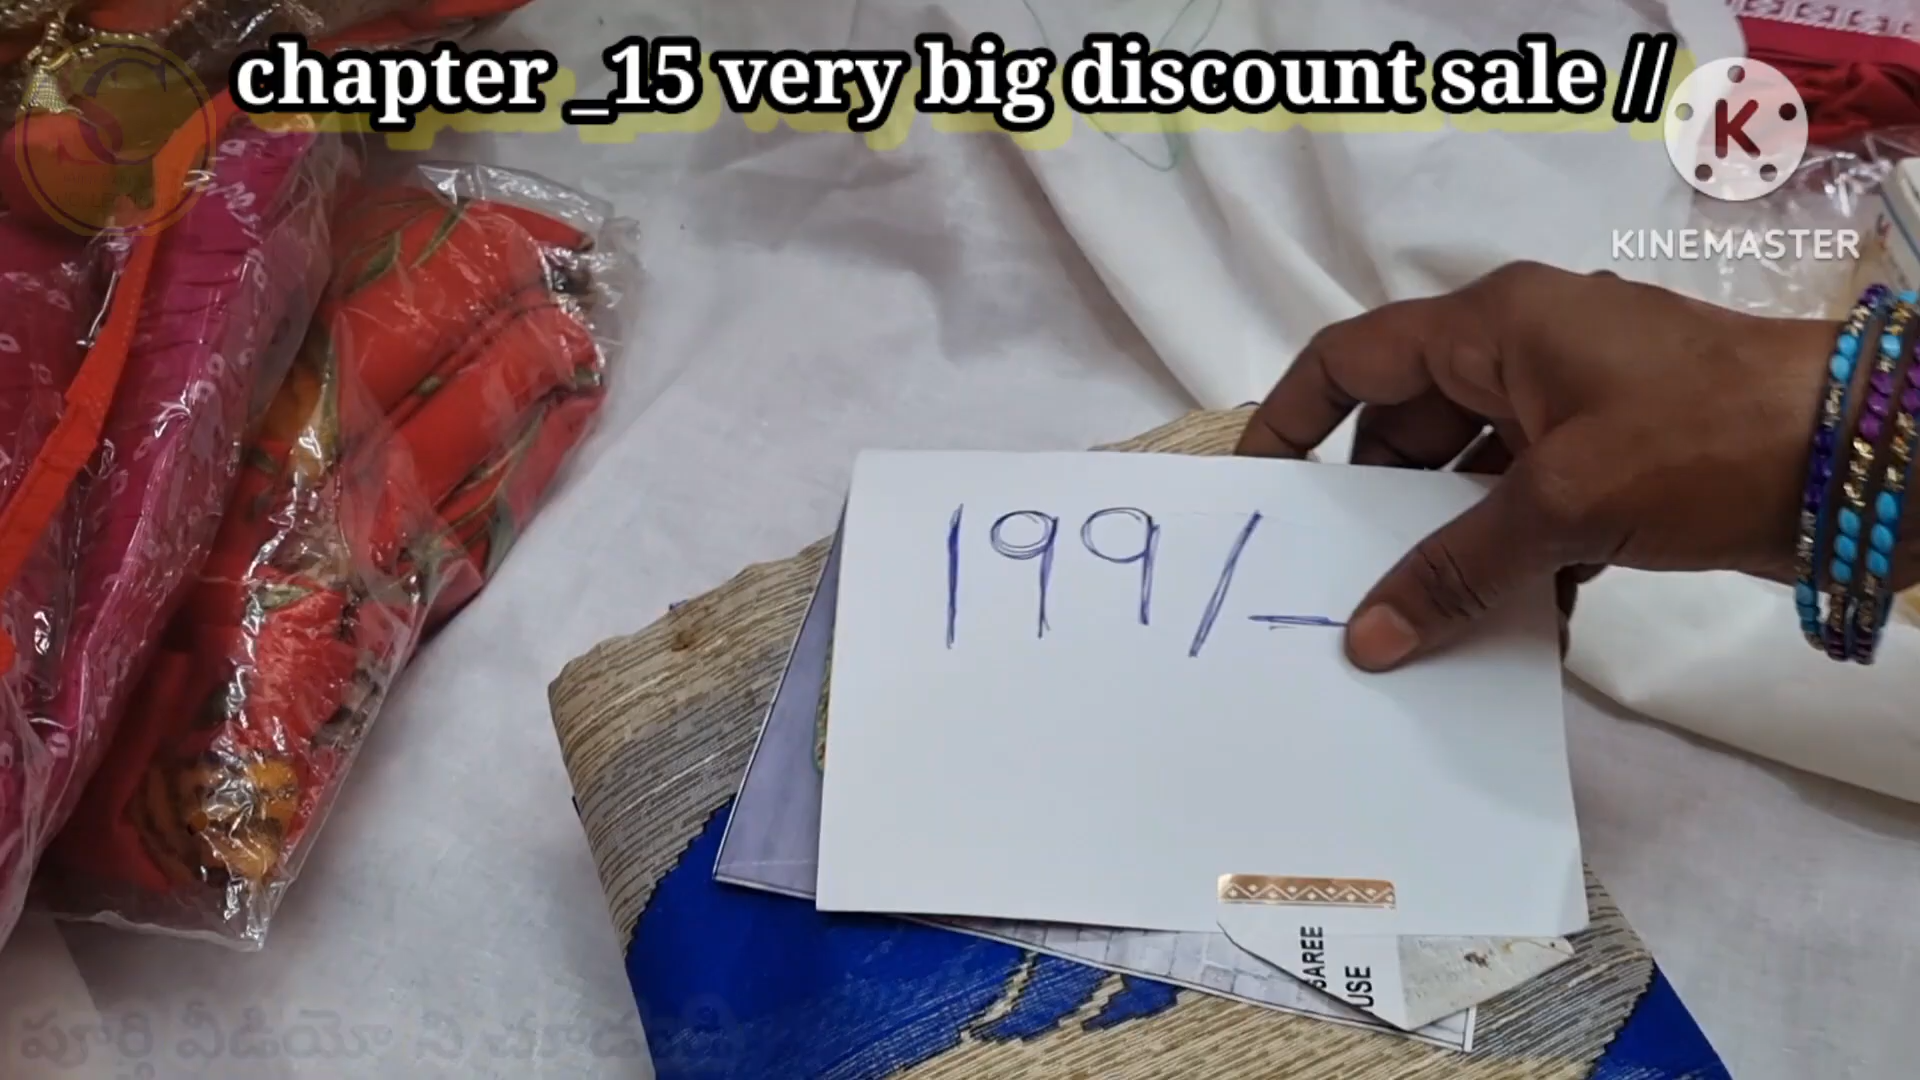 chapter _15 very big discount sale //
K
KINEMASTER
199/-
SAREE
USE
పూర్తి వీడియో ని చూడండి